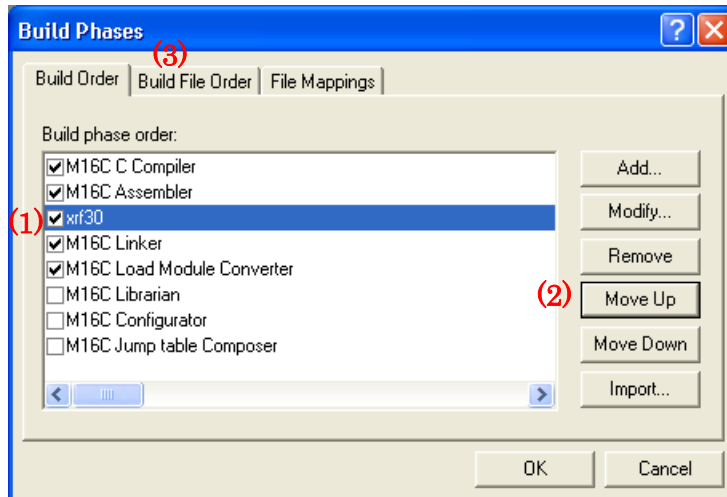 Build Phases
(3)
Build Order
Build File Order
File Mappings
Build phase order:
M16C C Compiler
M16C Assembler
(1)
xrf30
M16C Linker
M16C Load Module Converter
M16C Librarian
M16C Configurator
M16C Jump table Composer
Add...
Modify...
Remove
(2)
Move Up
Move Down
Import...
OK
Cancel